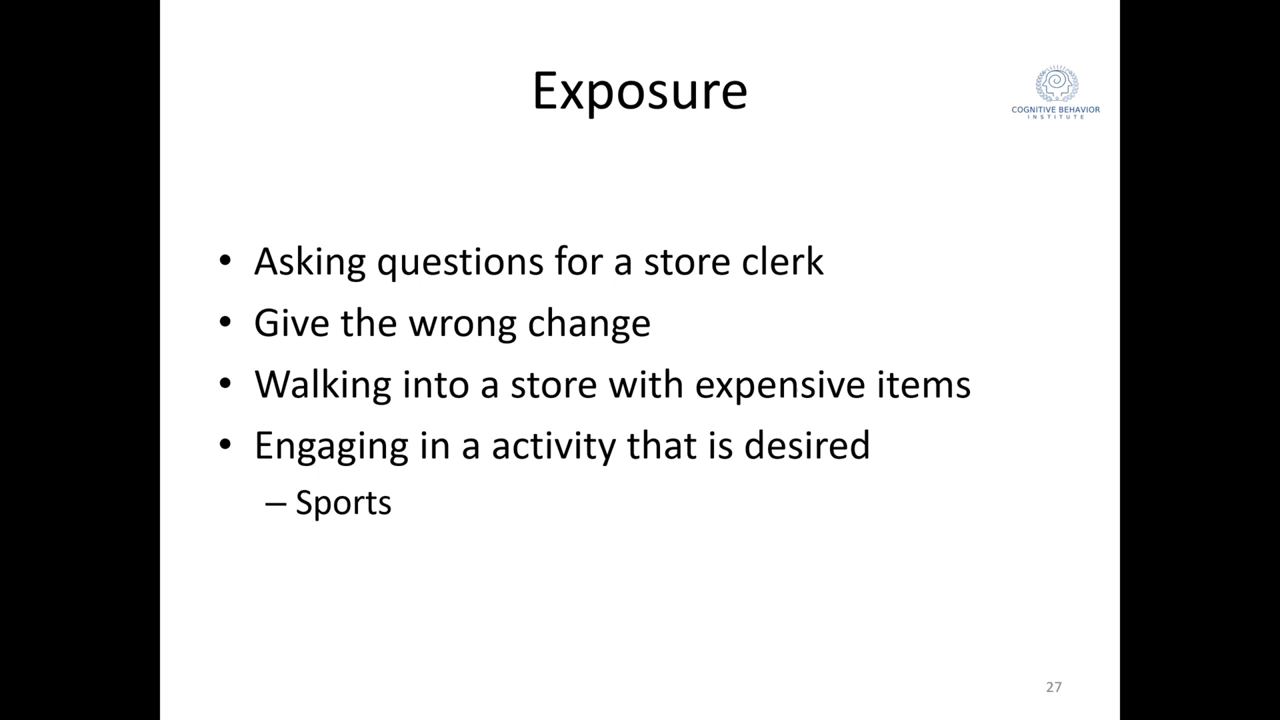 Exposure
COGNITIVE BEHAVIOR
INSTITUTE
• Asking questions for a store clerk
• Give the wrong change
• Walking into a store with expensive items
• Engaging in a activity that is desired
– Sports
27